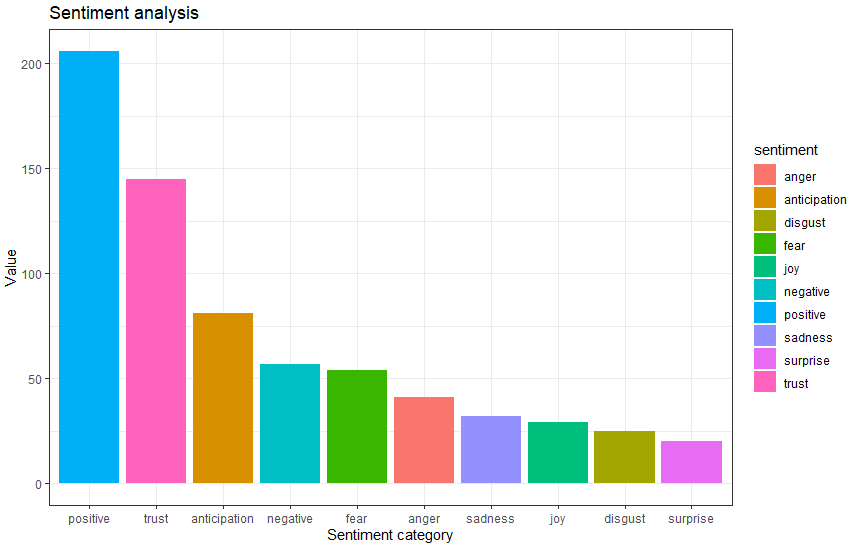 Sentiment analysis
Value
200
150
100
50
0
positive trust anticipation negative fear anger sadness joy disgust surprise
Sentiment category
sentiment
anger
anticipation
disgust
fear
joy
negative
positive
sadness
surprise
trust